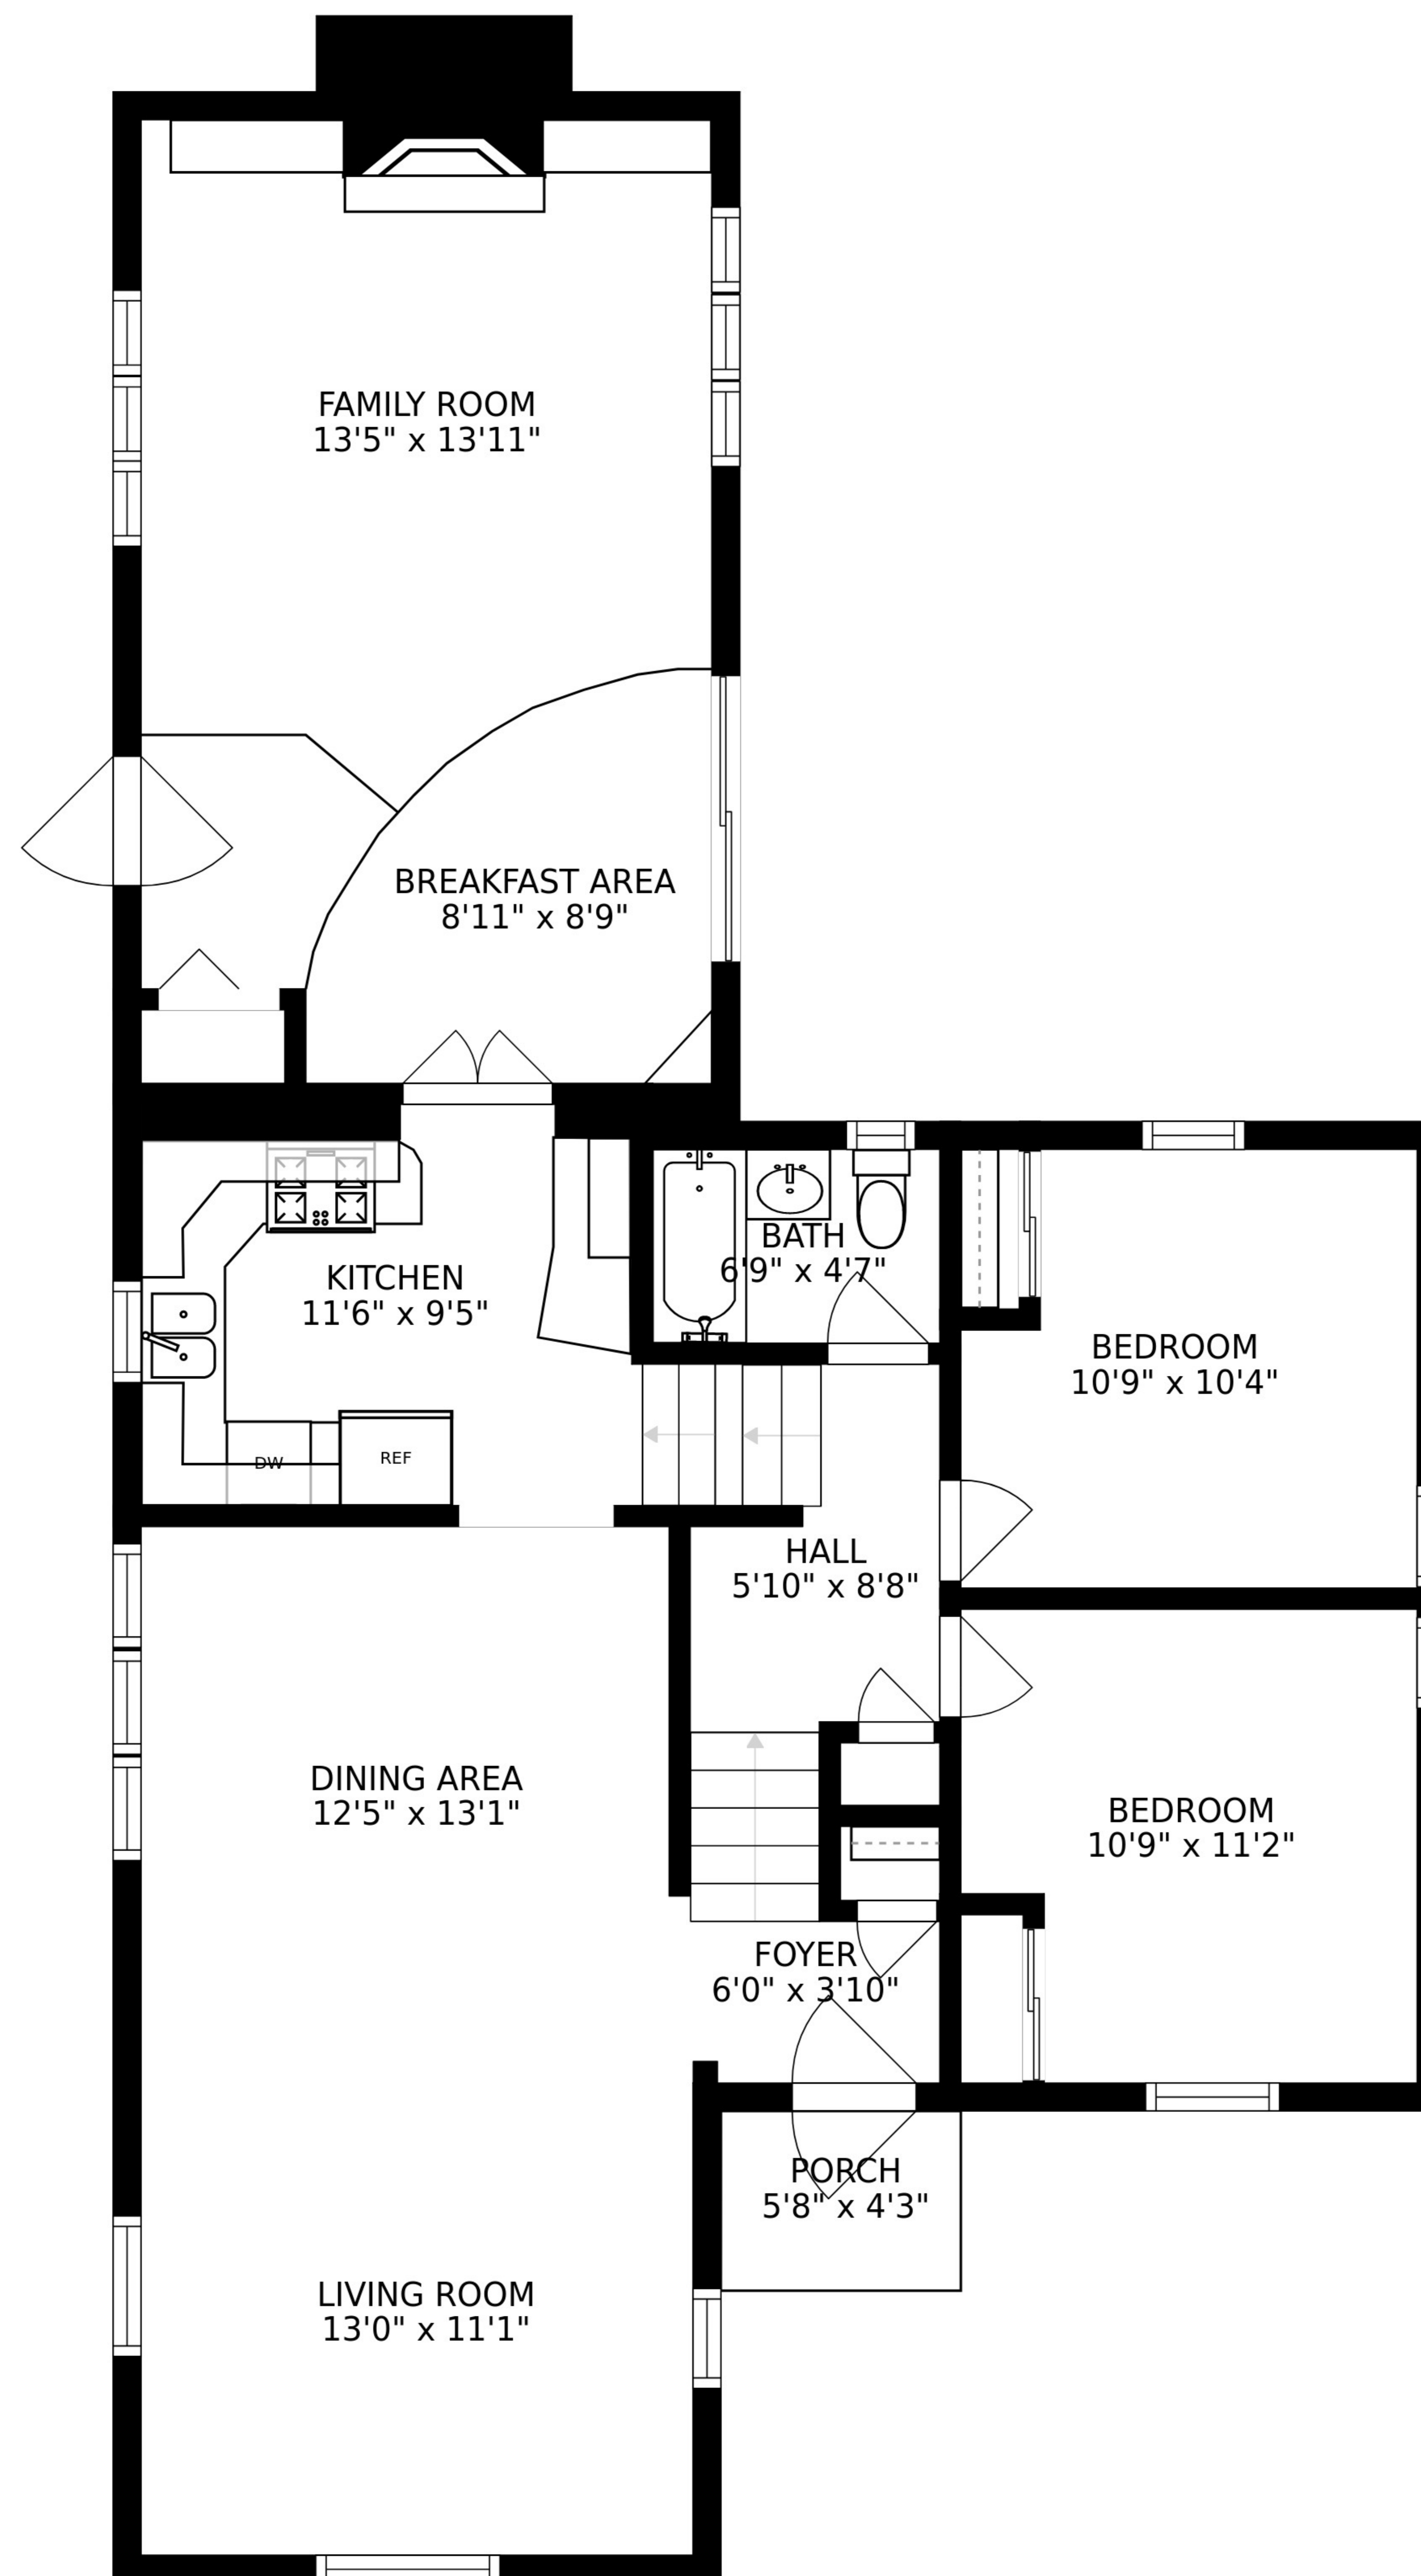 FAMILY ROOM
13'5" x 13'11"
BREAKFAST AREA
8'11" x 8'9"
BATH
6'9" x 4'7"
KITCHEN
11'6" x 9'5"
BEDROOM
10'9" x 10'4"
DW
REF
HALL
5'10" x 8'8"
DINING AREA
12'5" x 13'1"
BEDROOM
10'9" x 11'2"
FOYER
6'0" x 3'10"
PORCH
5'8" x 4'3"
LIVING ROOM
13'0" x 11'1"